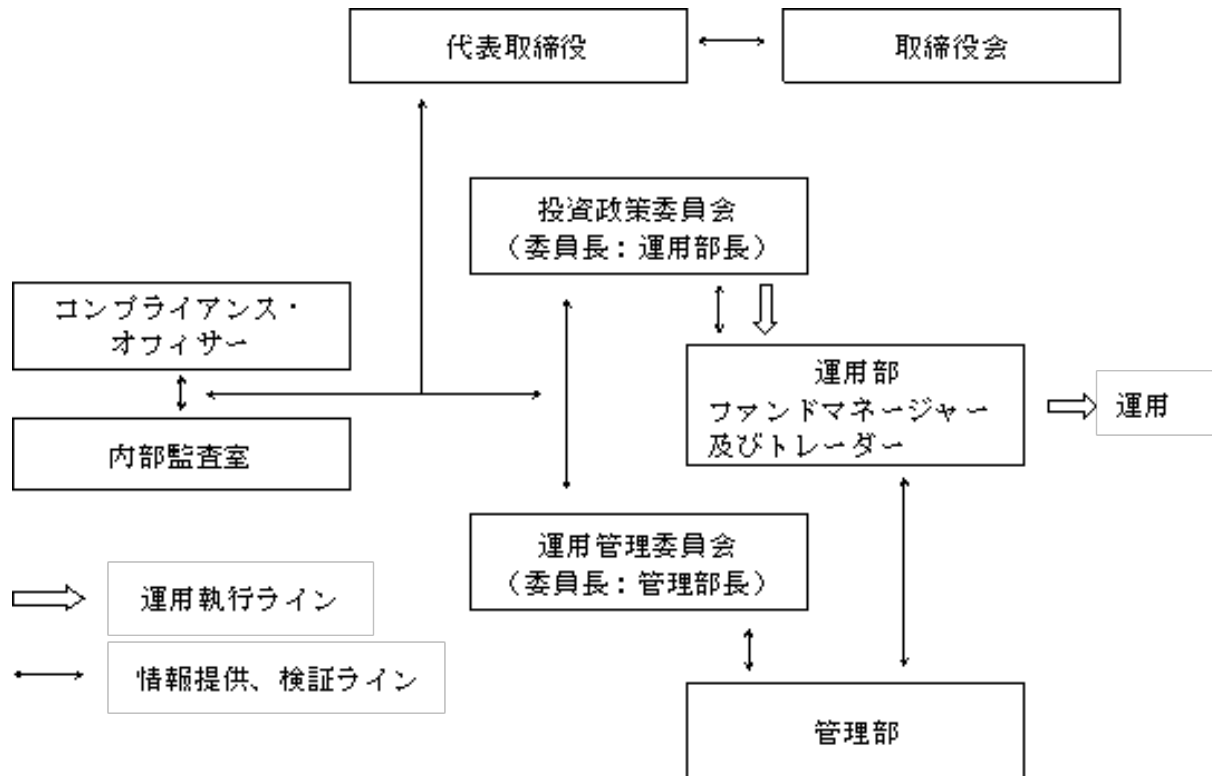 代表取締役
取締役会
投資政策委員会
（委員長：運用部長）
コンプライアンス・
オフィサー
運用部
ファンドマネージャー
及びトレーダー
運用
内部監査室
運用管理委員会
（委員長：管理部長）
運用執行ライン
情報提供、検証ライン
管理部